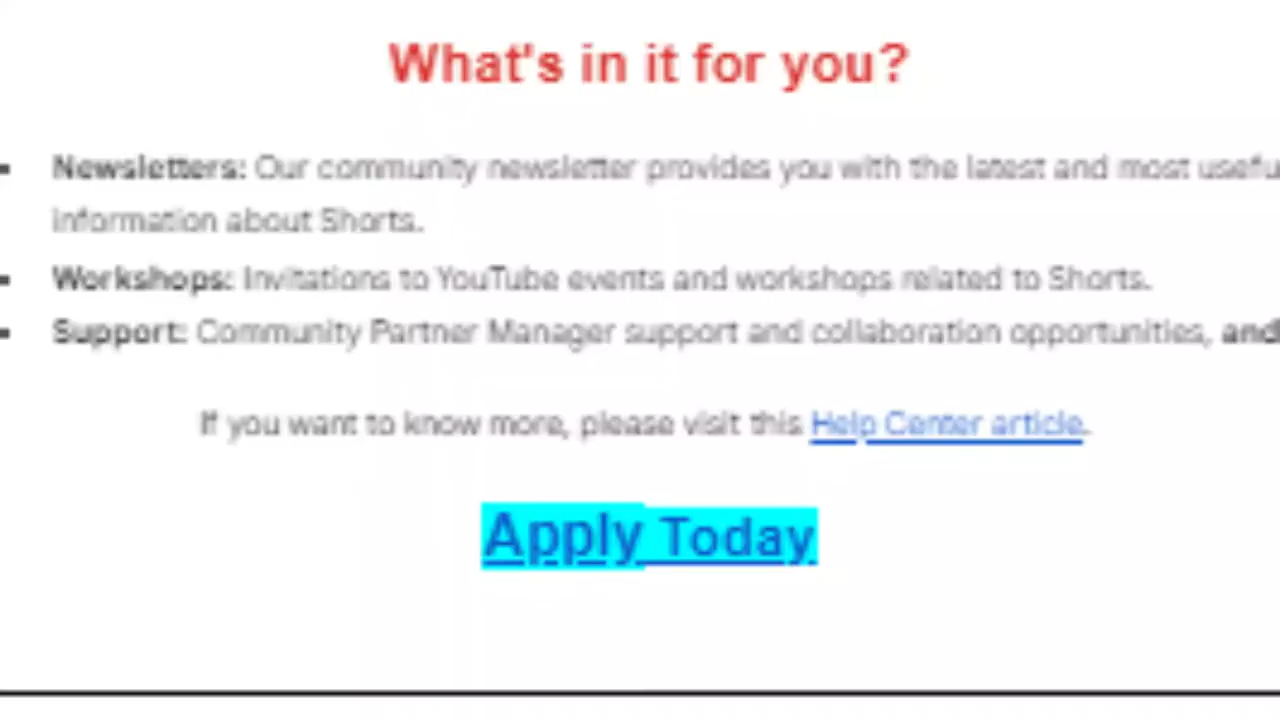 What's in it for you?
Newsletters: Our community newsletter provides you with the latest and most
information about Shorts.
Workshops: Invitations to YouTube events and workshops related to Shorts.
Support: Community Partner Manager support and collaboration opportunities, and
If you want to know more, please visit this Help Center article.
Apply Today